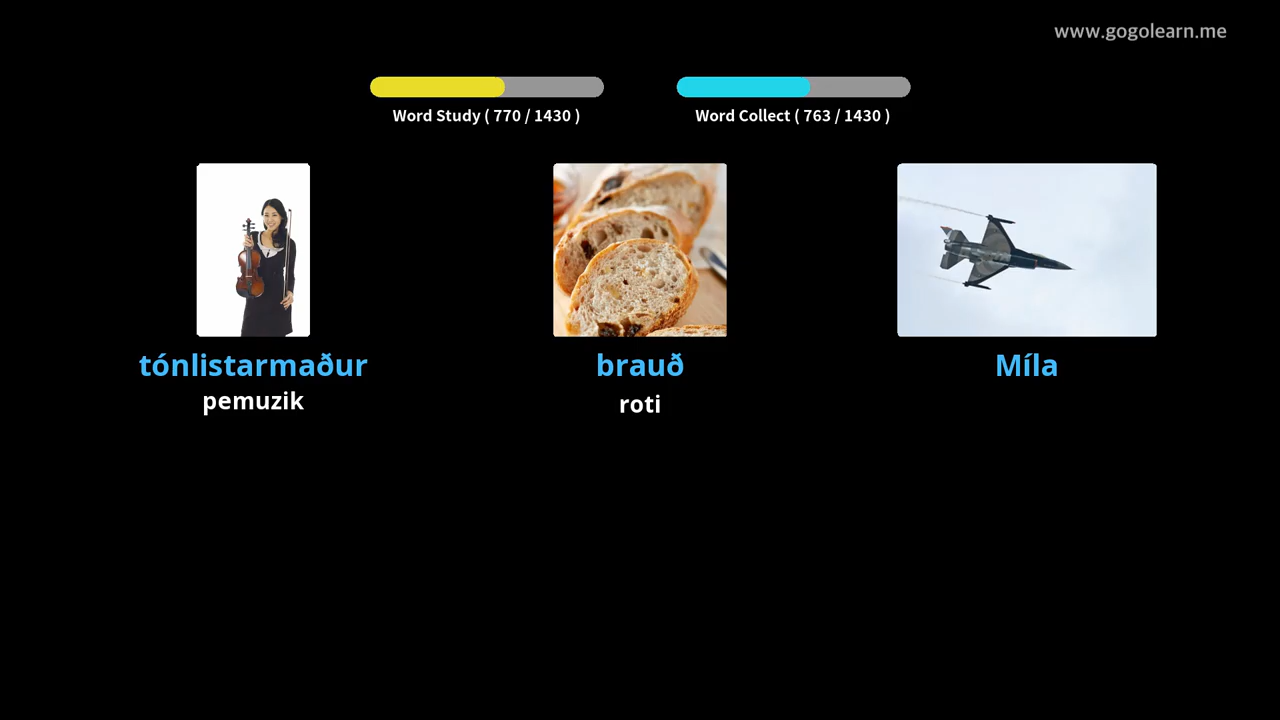 www.gogolearn.me
Word Study ( 770 / 1430 )
Word Collect ( 763 / 1430 )
tónlistarmaður
pemuzik
brauð
roti
Míla